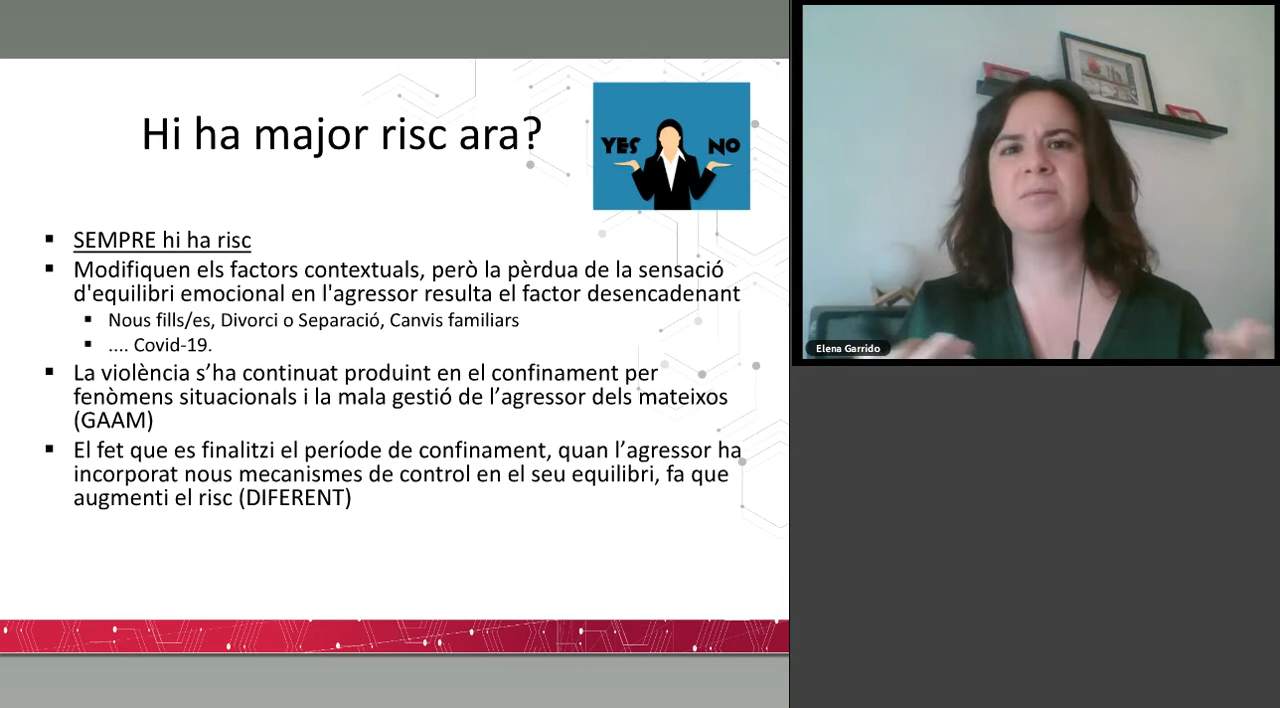 Hi ha major risc ara?
YES NO
SEMPRE hi ha risc
Modifiquen els factors contextuals, però la pèrdua de la sensació
d'equilibri emocional en l'agressor resulta el factor desencadenant
Nous fills/es, Divorci o Separació, Canvis familiars
.... Covid-19.
La violència s’ha continuat produint en el confinament per
fenòmens situacionals i la mala gestió de l’agressor dels mateixos
(GAAM)
El fet que es finalitzi el període de confinament, quan l’agressor ha
incorporat nous mecanismes de control en el seu equilibri, fa que
augmenti el risc (DIFERENT)
Elena Garrido